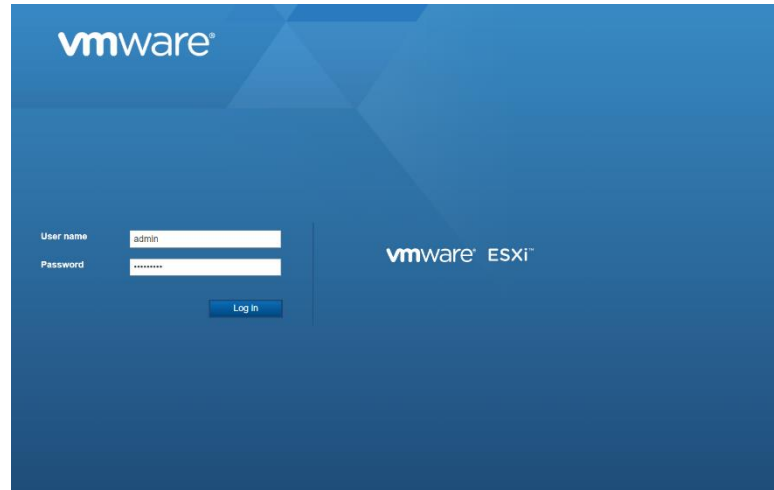 vmware®
User name
admin
Password
•••••••••
Log in
vmware® ESXi™